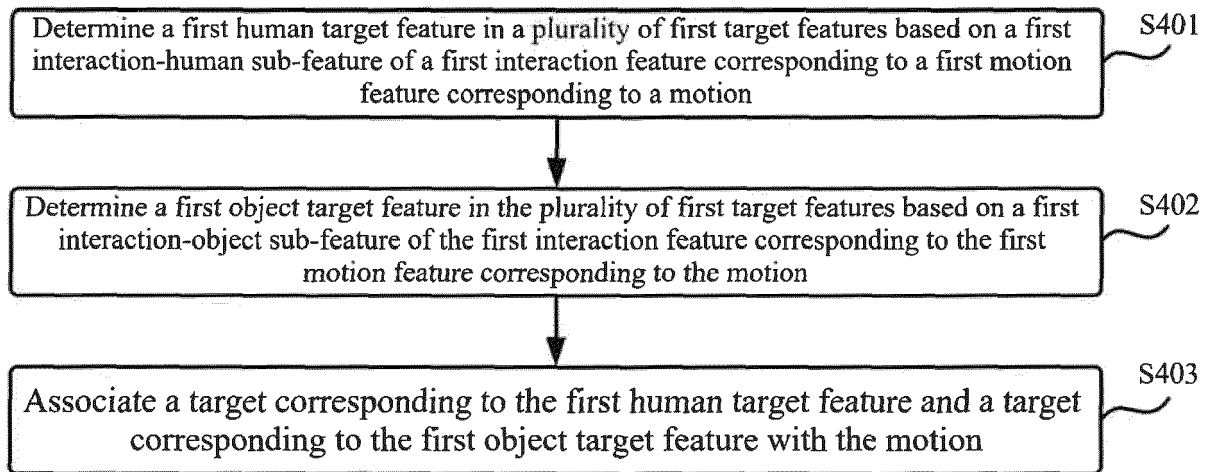 Determine a first human target feature in a plurality of first target features based on a first
interaction-human sub-feature of a first interaction feature corresponding to a first motion
feature corresponding to a motion
S401
Determine a first object target feature in the plurality of first target features based on a first
interaction-object sub-feature of the first interaction feature corresponding to the first
motion feature corresponding to the motion
S402
Associate a target corresponding to the first human target feature and a target
corresponding to the first object target feature with the motion
S403